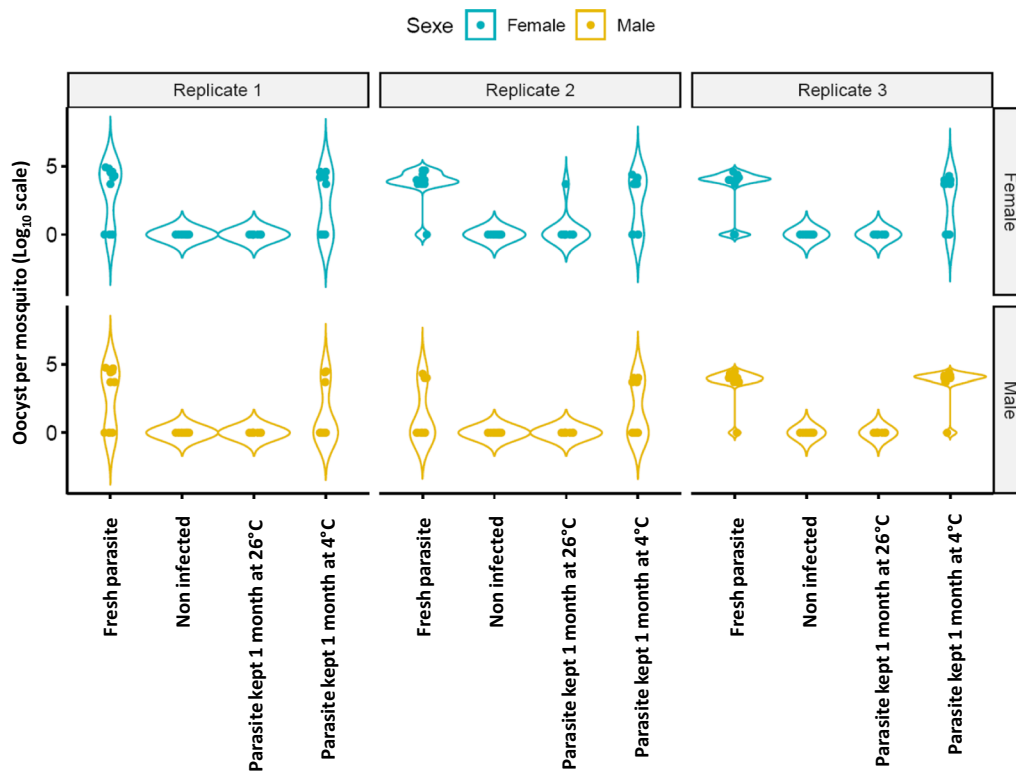 Sexe Female Male
Replicate 1 Replicate 2 Replicate 3
Oocyst per mosquito (Log10 scale)
5
0
Female
5
0
Male
Fresh parasite
Non infected
Parasite kept 1 month at 26°C
Parasite kept 1 month at 4°C
Fresh parasite
Non infected
Parasite kept 1 month at 26°C
Parasite kept 1 month at 4°C
Fresh parasite
Non infected
Parasite kept 1 month at 26°C
Parasite kept 1 month at 4°C